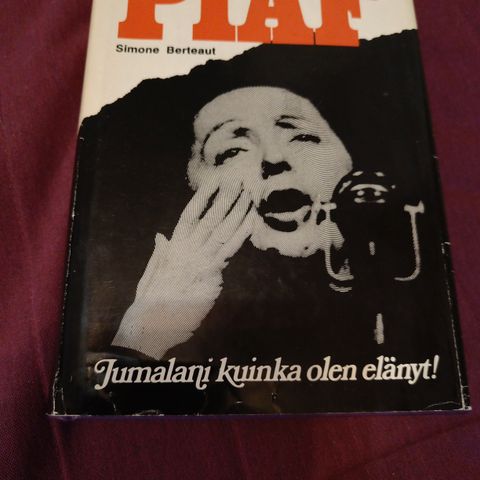 PIAF
Simone Berteaut
Jumalani kuinka olen elänyt!